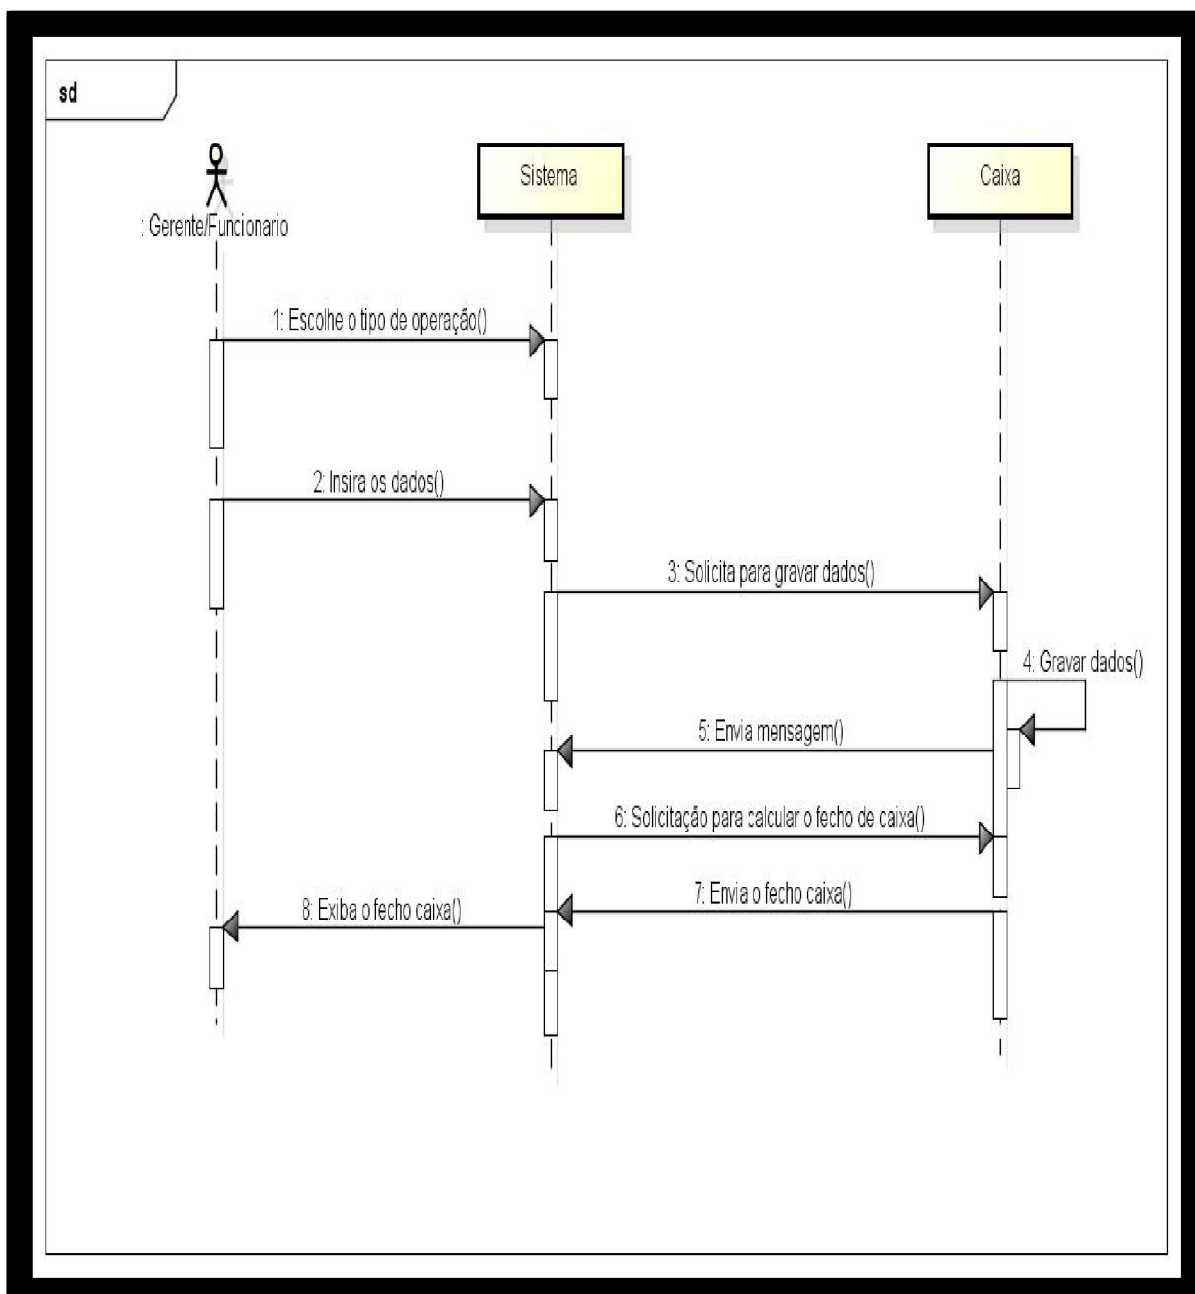 sd
Sistema
Caixa
: Gerente/Funcionario
1: Escolhe o tipo de operação()
2: Insira os dados()
3: Solicita para gravar dados()
4: Gravar dados()
5: Envia mensagem()
6: Solicitação para calcular o fecho de caixa()
7: Envia o fecho caixa()
8: Exiba o fecho caixa()